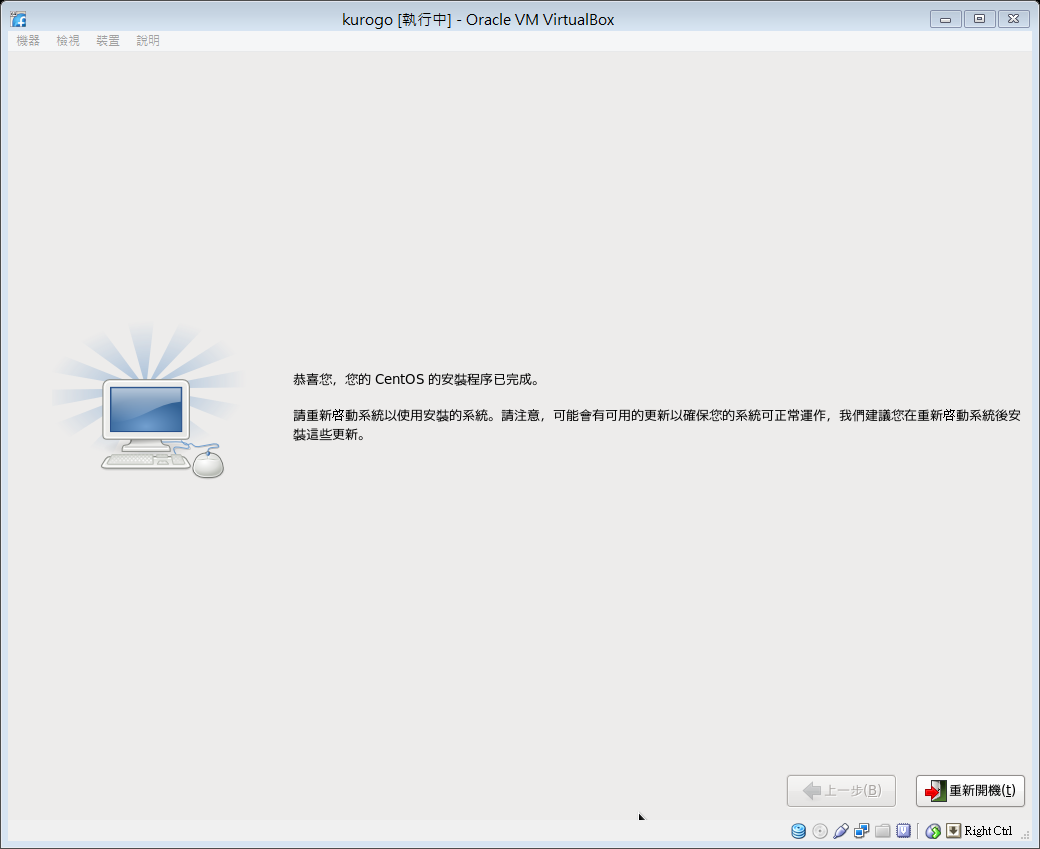 kurogo [執行中] - Oracle VM VirtualBox
機器 檢視 裝置 說明
恭喜您，您的 CentOS 的安裝程序已完成。
請重新啓動系統以使用安裝的系統。請注意，可能會有可用的更新以確保您的系統可正常運作，我們建議您在重新啓動系統後安
裝這些更新。
上一步(B) 重新開機(t)
Right Ctrl